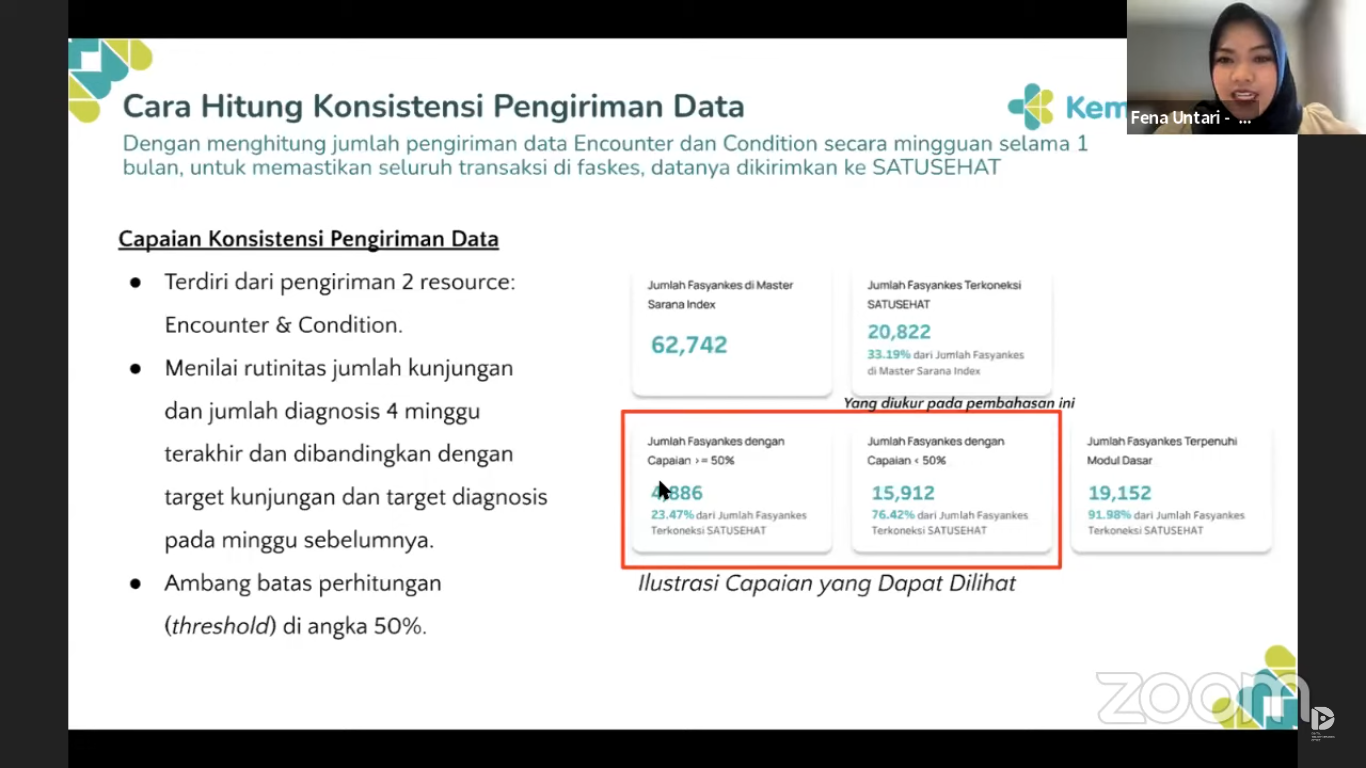 Cara Hitung Konsistensi Pengiriman Data
Kem
Fena Untari - ...
Dengan menghitung jumlah pengiriman data Encounter dan Condition secara mingguan selama 1
bulan, untuk memastikan seluruh transaksi di faskes, datanya dikirimkan ke SATUSEHAT
Capaian Konsistensi Pengiriman Data
● Terdiri dari pengiriman 2 resource:
Encounter & Condition.
● Menilai rutinitas jumlah kunjungan
dan jumlah diagnosis 4 minggu
terakhir dan dibandingkan dengan
target kunjungan dan target diagnosis
pada minggu sebelumnya.
● Ambang batas perhitungan
(threshold) di angka 50%.
Jumlah Fasyankes di Master
Sarana Index
62,742
Jumlah Fasyankes Terkoneksi
SATUSEHAT
20,822
33.19% dari Jumlah Fasyankes
di Master Sarana Index
Yang diukur pada pembahasan ini
Jumlah Fasyankes dengan
Capaian >= 50%
4,886
23.47% dari Jumlah Fasyankes
Terkoneksi SATUSEHAT
Jumlah Fasyankes dengan
Capaian < 50%
15,912
76.42% dari Jumlah Fasyankes
Terkoneksi SATUSEHAT
Jumlah Fasyankes Terpenuhi
Modul Dasar
19,152
91.98% dari Jumlah Fasyankes
Terkoneksi SATUSEHAT
Ilustrasi Capaian yang Dapat Dilihat
zoom